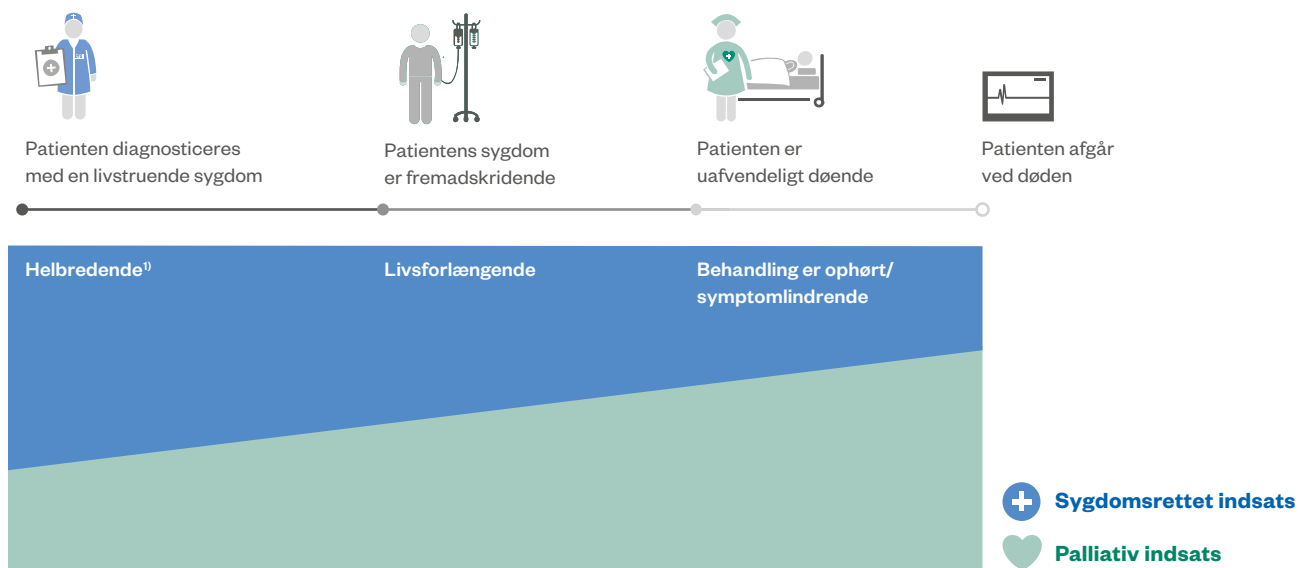 Patienten diagnosticeres
med en livstruende sygdom
Patientens sygdom
er fremadskridende
Patienten er
uafvendeligt døende
Patienten afgår
ved døden
Helbredende¹⁾
Livsforlængende
Behandling er ophørt/
symptomlindrende
Sygdomsrettet indsats
Palliativ indsats